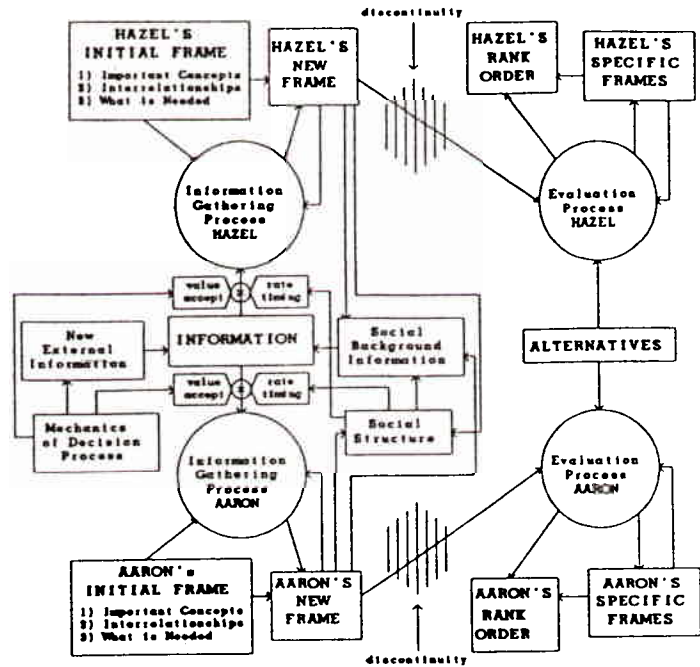 discontinuity
HAZEL'S
INITIAL FRAME
1) Important Concepts
2) Interrelationships
3) What is Needed
HAZEL'S
NEW
FRAME
HAZEL'S
RANK
ORDER
HAZEL'S
SPECIFIC
FRAMES
Information
Gathering
Process
HAZEL
Evaluation
Process
HAZEL
value
accept
x
rate
timing
New
External
Information
INFORMATION
Social
Background
Information
ALTERNATIVES
value
accept
x
rate
timing
Mechanics
of Decision
Process
Social
Structure
Information
Gathering
Process
AARON
Evaluation
Process
AARON
AARON's
INITIAL FRAME
1) Important Concepts
2) Interrelationships
3) What is Needed
AARON'S
NEW
FRAME
AARON'S
RANK
ORDER
AARON'S
SPECIFIC
FRAMES
discontinuity